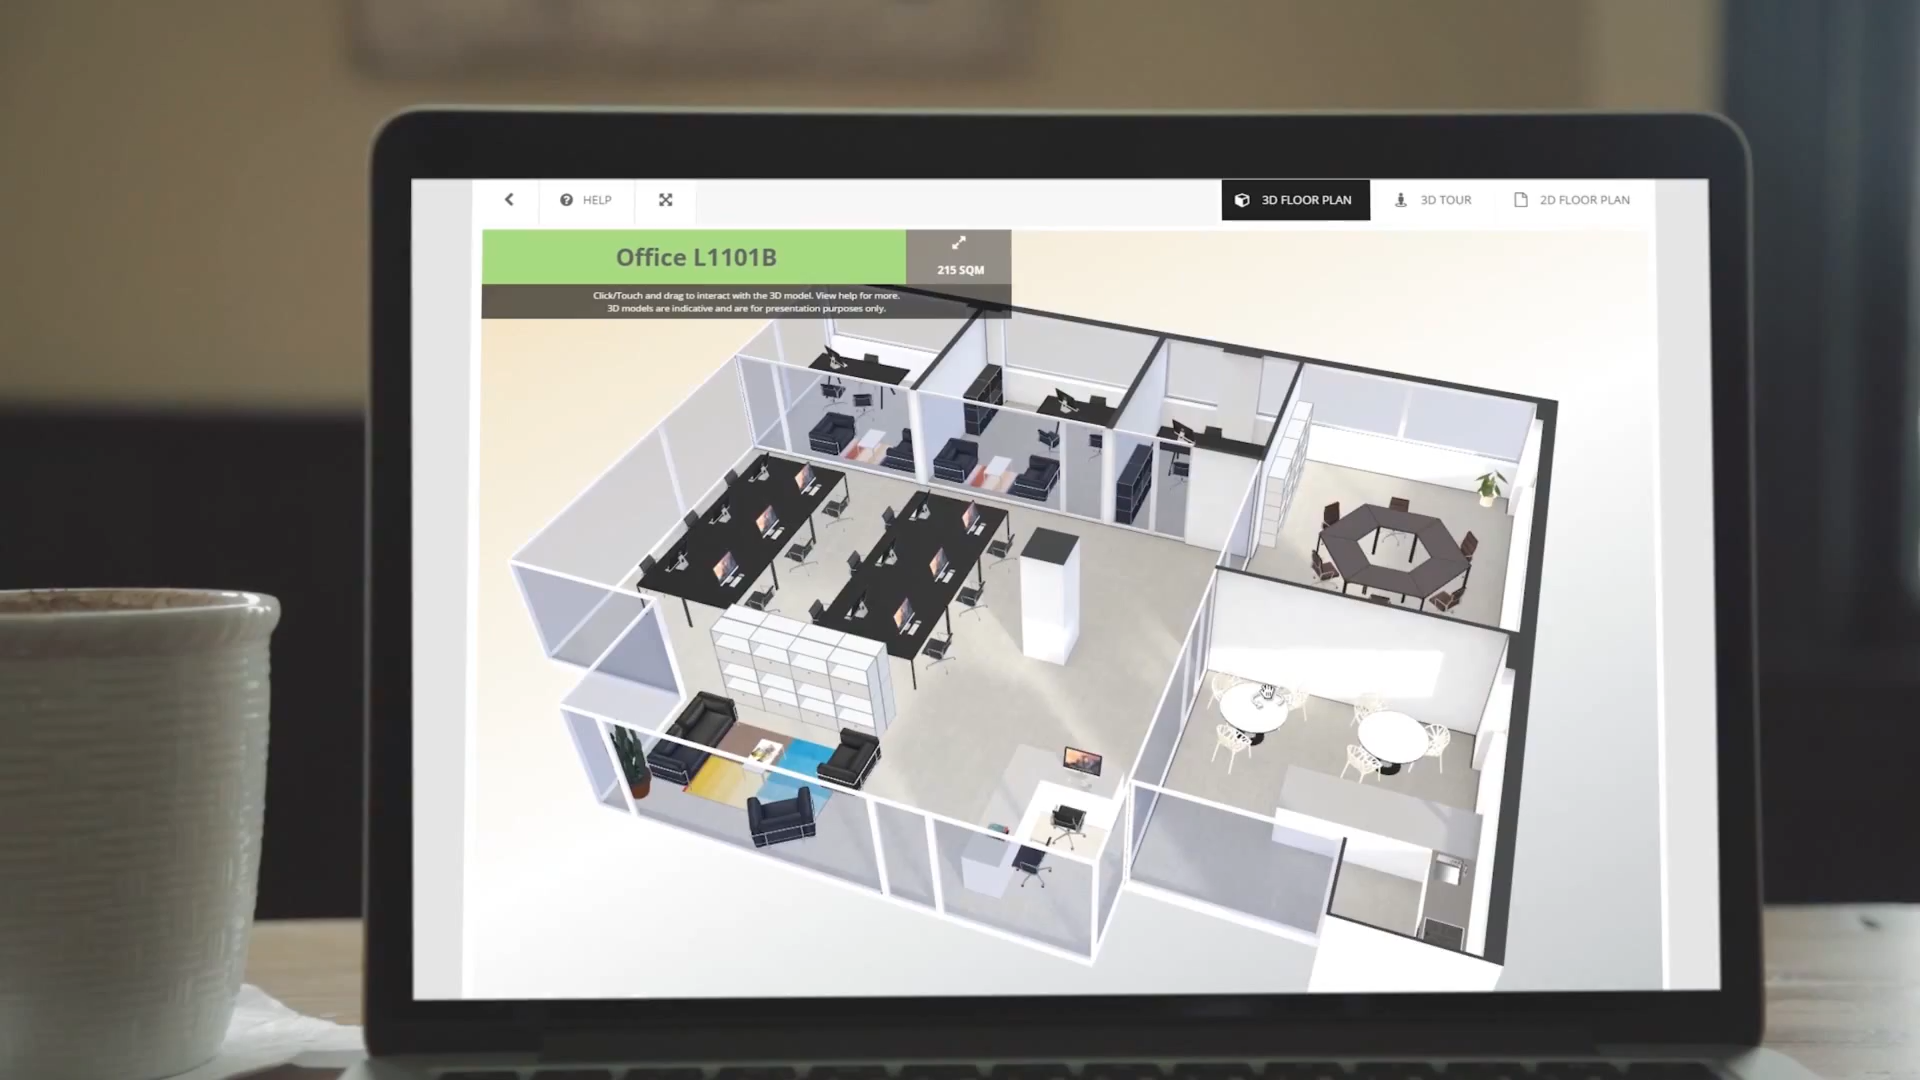 HELP
3D FLOOR PLAN
3D TOUR
2D FLOOR PLAN
Office L1101B
215 SQM
Click/Touch and drag to interact with the 3D model. View help for more.
3D models are indicative and are for presentation purposes only.